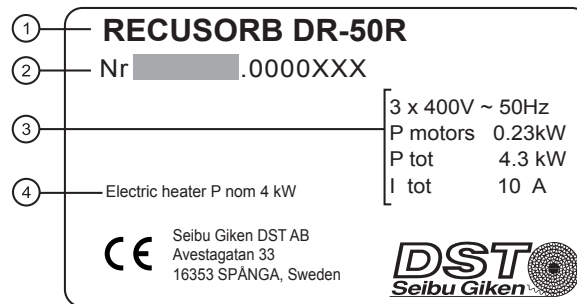 1 RECUSORB DR-50R
2 Nr .0000XXX
3
3 x 400V ~ 50Hz
P motors 0.23kW
P tot 4.3 kW
I tot 10 A
4 Electric heater P nom 4 kW
CE
Seibu Giken DST AB
Avestagatan 33
16353 SPÅNGA, Sweden
DST
Seibu Giken